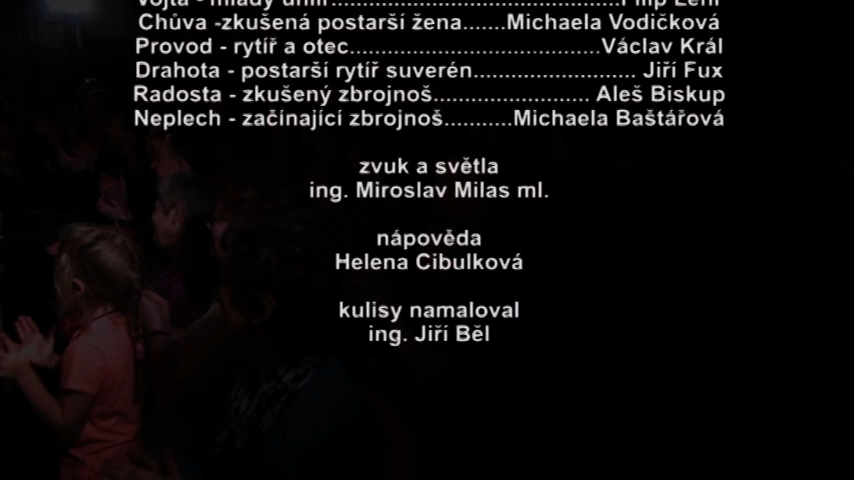 Chůva -zkušená postarší žena.......Michaela Vodičková
Provod - rytíř a otec....................................Václav Král
Drahota - postarší rytíř suverén.......................... Jiří Fux
Radosta - zkušený zbrojnoš......................... Aleš Biskup
Neplech - začínající zbrojnoš...........Michaela Baštářová
zvuk a světla
ing. Miroslav Milas ml.
nápověda
Helena Cibulková
kulisy namaloval
ing. Jiří Běl